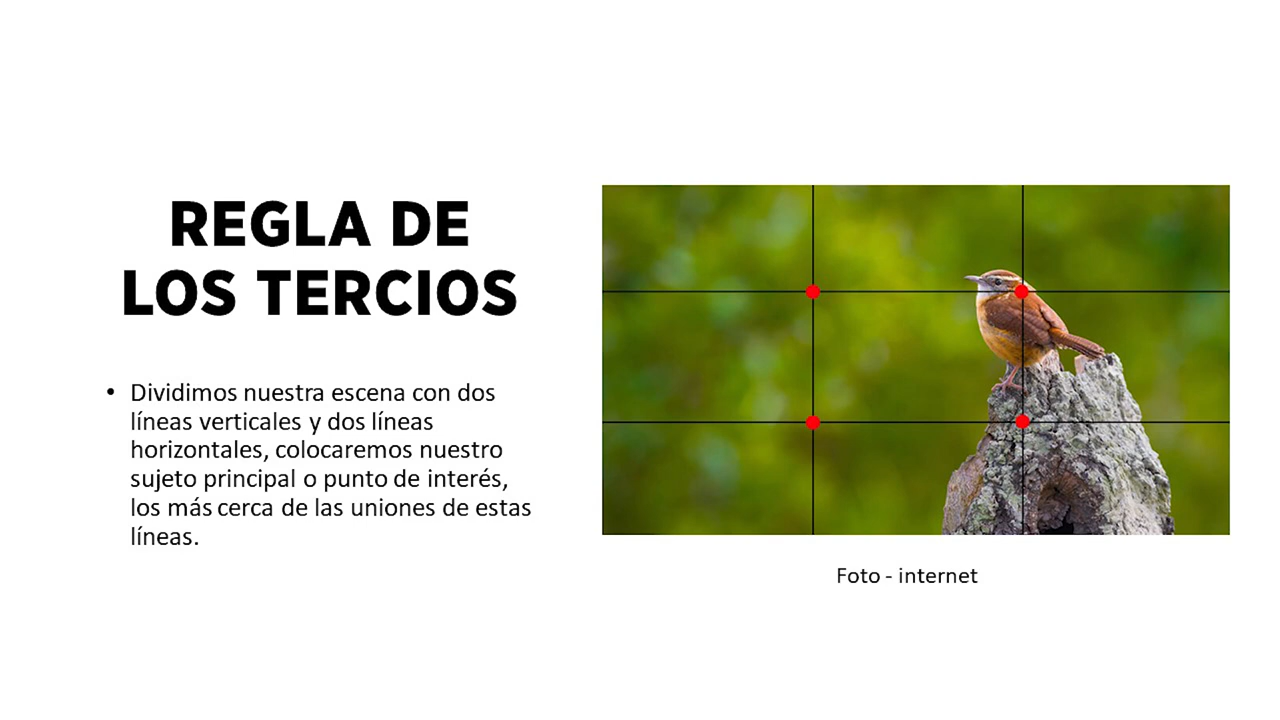 REGLA DE
LOS TERCIOS
• Dividimos nuestra escena con dos
líneas verticales y dos líneas
horizontales, colocaremos nuestro
sujeto principal o punto de interés,
los más cerca de las uniones de estas
líneas.
Foto - internet